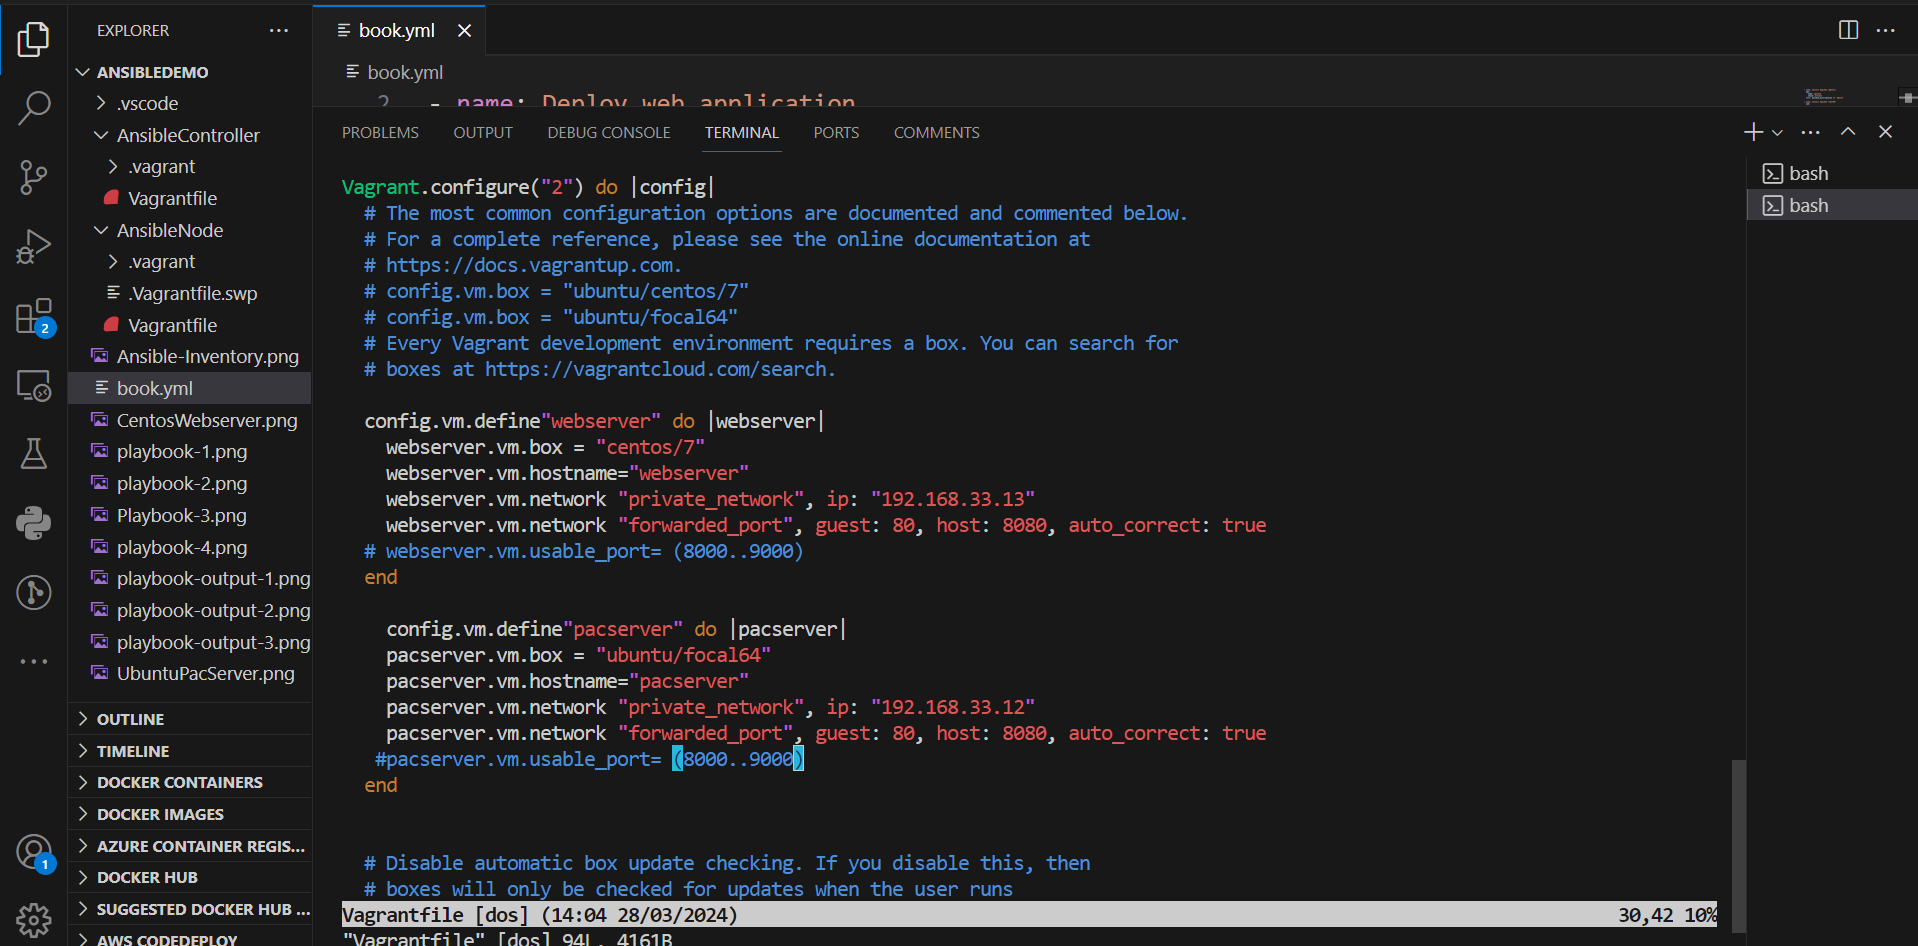 EXPLORER
ANSIBLEDEMO
.vscode
AnsibleController
.vagrant
Vagrantfile
AnsibleNode
.vagrant
.Vagrantfile.swp
Vagrantfile
Ansible-Inventory.png
book.yml
CentosWebserver.png
playbook-1.png
playbook-2.png
Playbook-3.png
playbook-4.png
playbook-output-1.png
playbook-output-2.png
playbook-output-3.png
UbuntuPacServer.png
OUTLINE
TIMELINE
DOCKER CONTAINERS
DOCKER IMAGES
AZURE CONTAINER REGIS...
DOCKER HUB
SUGGESTED DOCKER HUB ...
AWS CODEDEPLOY
2
1
book.yml
book.yml
2 - name: Deploy web application
PROBLEMS OUTPUT DEBUG CONSOLE TERMINAL PORTS COMMENTS
Vagrant.configure("2") do |config|
# The most common configuration options are documented and commented below.
# For a complete reference, please see the online documentation at
# https://docs.vagrantup.com.
# config.vm.box = "ubuntu/centos/7"
# config.vm.box = "ubuntu/focal64"
# Every Vagrant development environment requires a box. You can search for
# boxes at https://vagrantcloud.com/search.
config.vm.define"webserver" do |webserver|
webserver.vm.box = "centos/7"
webserver.vm.hostname="webserver"
webserver.vm.network "private_network", ip: "192.168.33.13"
webserver.vm.network "forwarded_port", guest: 80, host: 8080, auto_correct: true
# webserver.vm.usable_port= (8000..9000)
end
config.vm.define"pacserver" do |pacserver|
pacserver.vm.box = "ubuntu/focal64"
pacserver.vm.hostname="pacserver"
pacserver.vm.network "private_network", ip: "192.168.33.12"
pacserver.vm.network "forwarded_port", guest: 80, host: 8080, auto_correct: true
#pacserver.vm.usable_port= (8000..9000)
end
# Disable automatic box update checking. If you disable this, then
# boxes will only be checked for updates when the user runs
Vagrantfile [dos] (14:04 28/03/2024) 30,42 10%
"Vagrantfile" [dos] 94L, 4161B
bash
bash